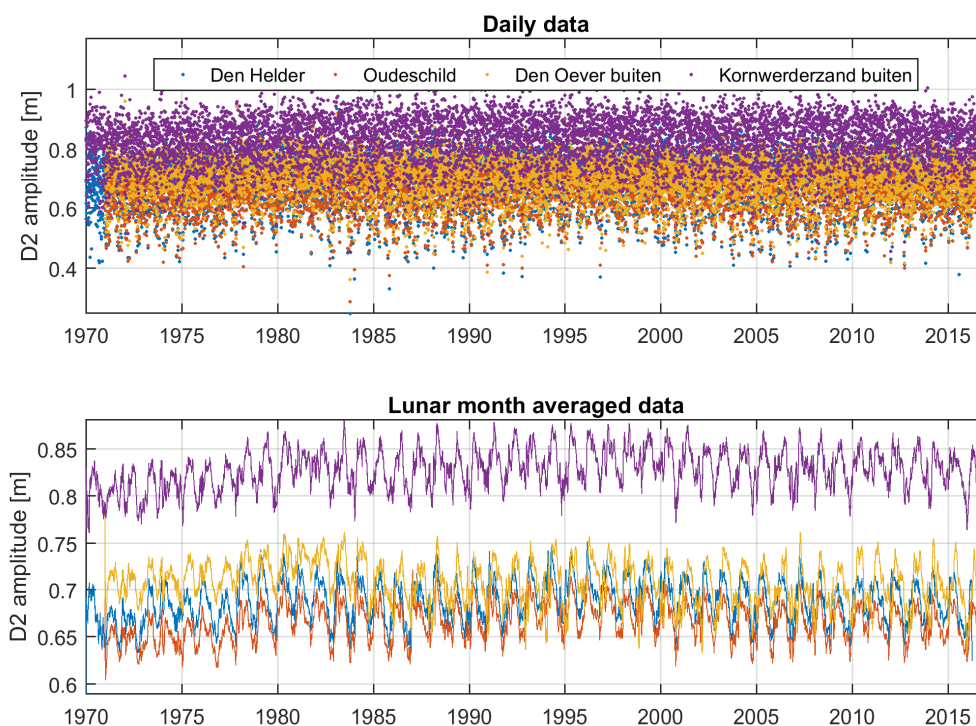 Daily data
Den Helder Oudeschild Den Oever buiten Kornwerderzand buiten
D2 amplitude [m]
1
0.8
0.6
0.4
1970 1975 1980 1985 1990 1995 2000 2005 2010 2015
Lunar month averaged data
D2 amplitude [m]
0.85
0.8
0.75
0.7
0.65
0.6
1970 1975 1980 1985 1990 1995 2000 2005 2010 2015